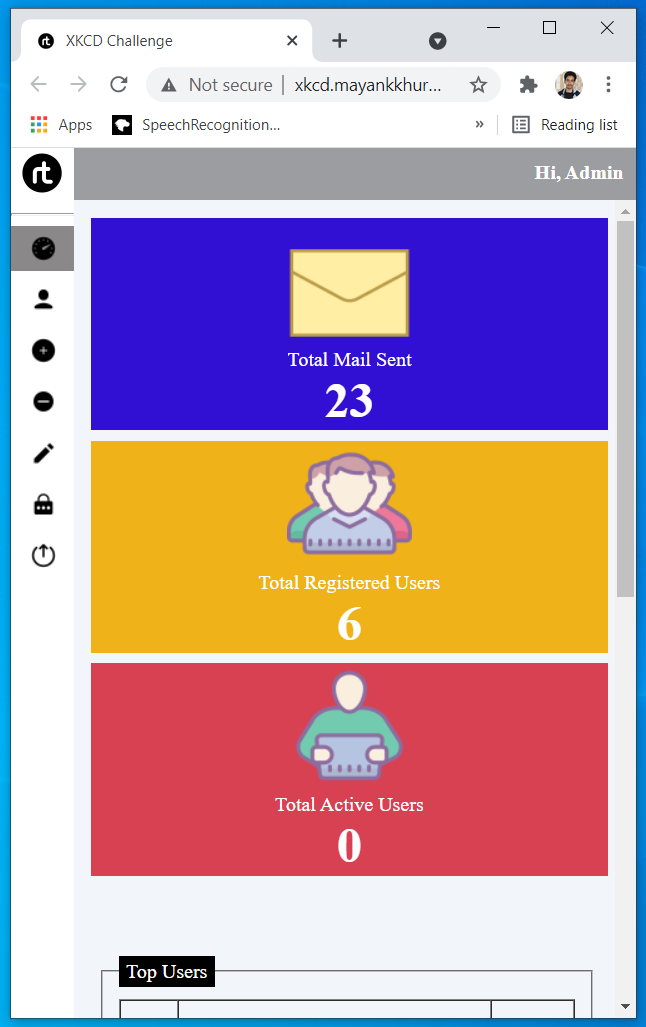 XKCD Challenge
Not secure | xkcd.mayankkhur...
Apps SpeechRecognition... » Reading list
rt
Hi, Admin
Total Mail Sent
23
Total Registered Users
6
Total Active Users
0
Top Users